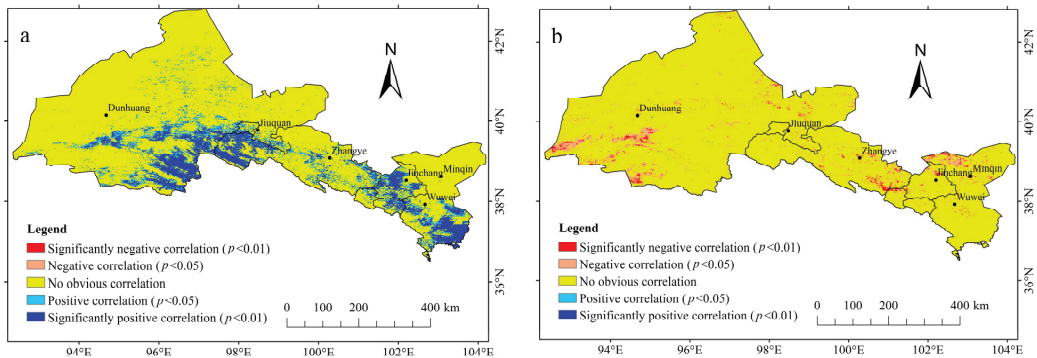 a
N
42°N
40°N
38°N
36°N
Dunhuang
Jiuquan
Zhangye
Jinchang
Minqin
Wuwei
Legend
Significantly negative correlation (p<0.01)
Negative correlation (p<0.05)
No obvious correlation
Positive correlation (p<0.05)
Significantly positive correlation (p<0.01)
0 100 200 400 km
94°E 96°E 98°E 100°E 102°E 104°E
b
N
42°N
40°N
38°N
36°N
Dunhuang
Jiuquan
Zhangye
Jinchang
Minqin
Wuwei
Legend
Significantly negative correlation (p<0.01)
Negative correlation (p<0.05)
No obvious correlation
Positive correlation (p<0.05)
Significantly positive correlation (p<0.01)
0 100 200 400 km
94°E 96°E 98°E 100°E 102°E 104°E